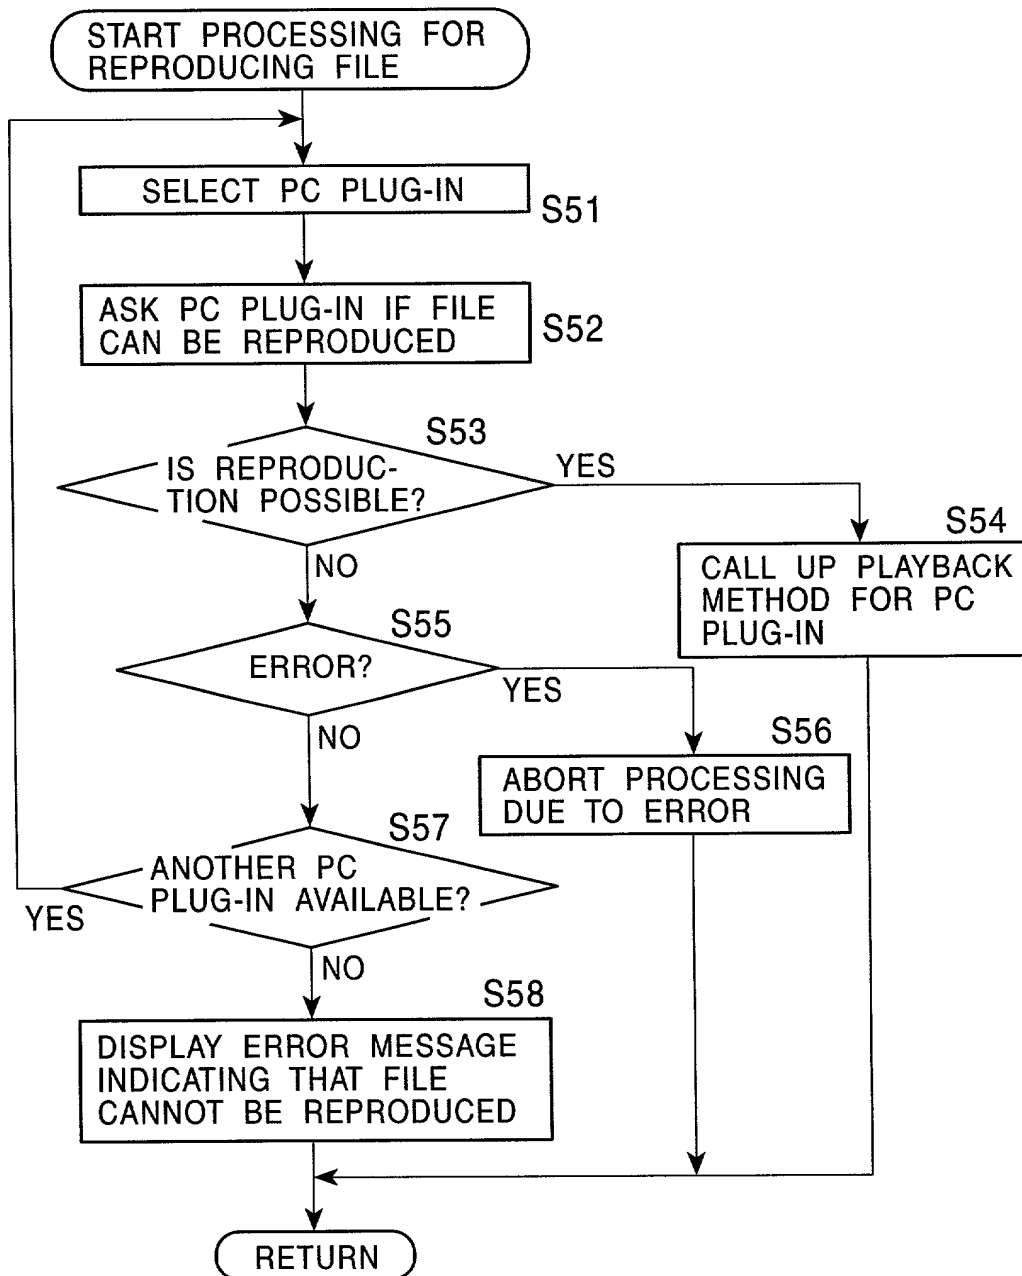 START PROCESSING FOR
REPRODUCING FILE
SELECT PC PLUG-IN
S51
ASK PC PLUG-IN IF FILE
CAN BE REPRODUCED
S52
S53
IS REPRODUC-
TION POSSIBLE?
YES
NO
S54
CALL UP PLAYBACK
METHOD FOR PC
PLUG-IN
S55
ERROR?
YES
NO
S56
ABORT PROCESSING
DUE TO ERROR
S57
ANOTHER PC
PLUG-IN AVAILABLE?
YES
NO
S58
DISPLAY ERROR MESSAGE
INDICATING THAT FILE
CANNOT BE REPRODUCED
RETURN